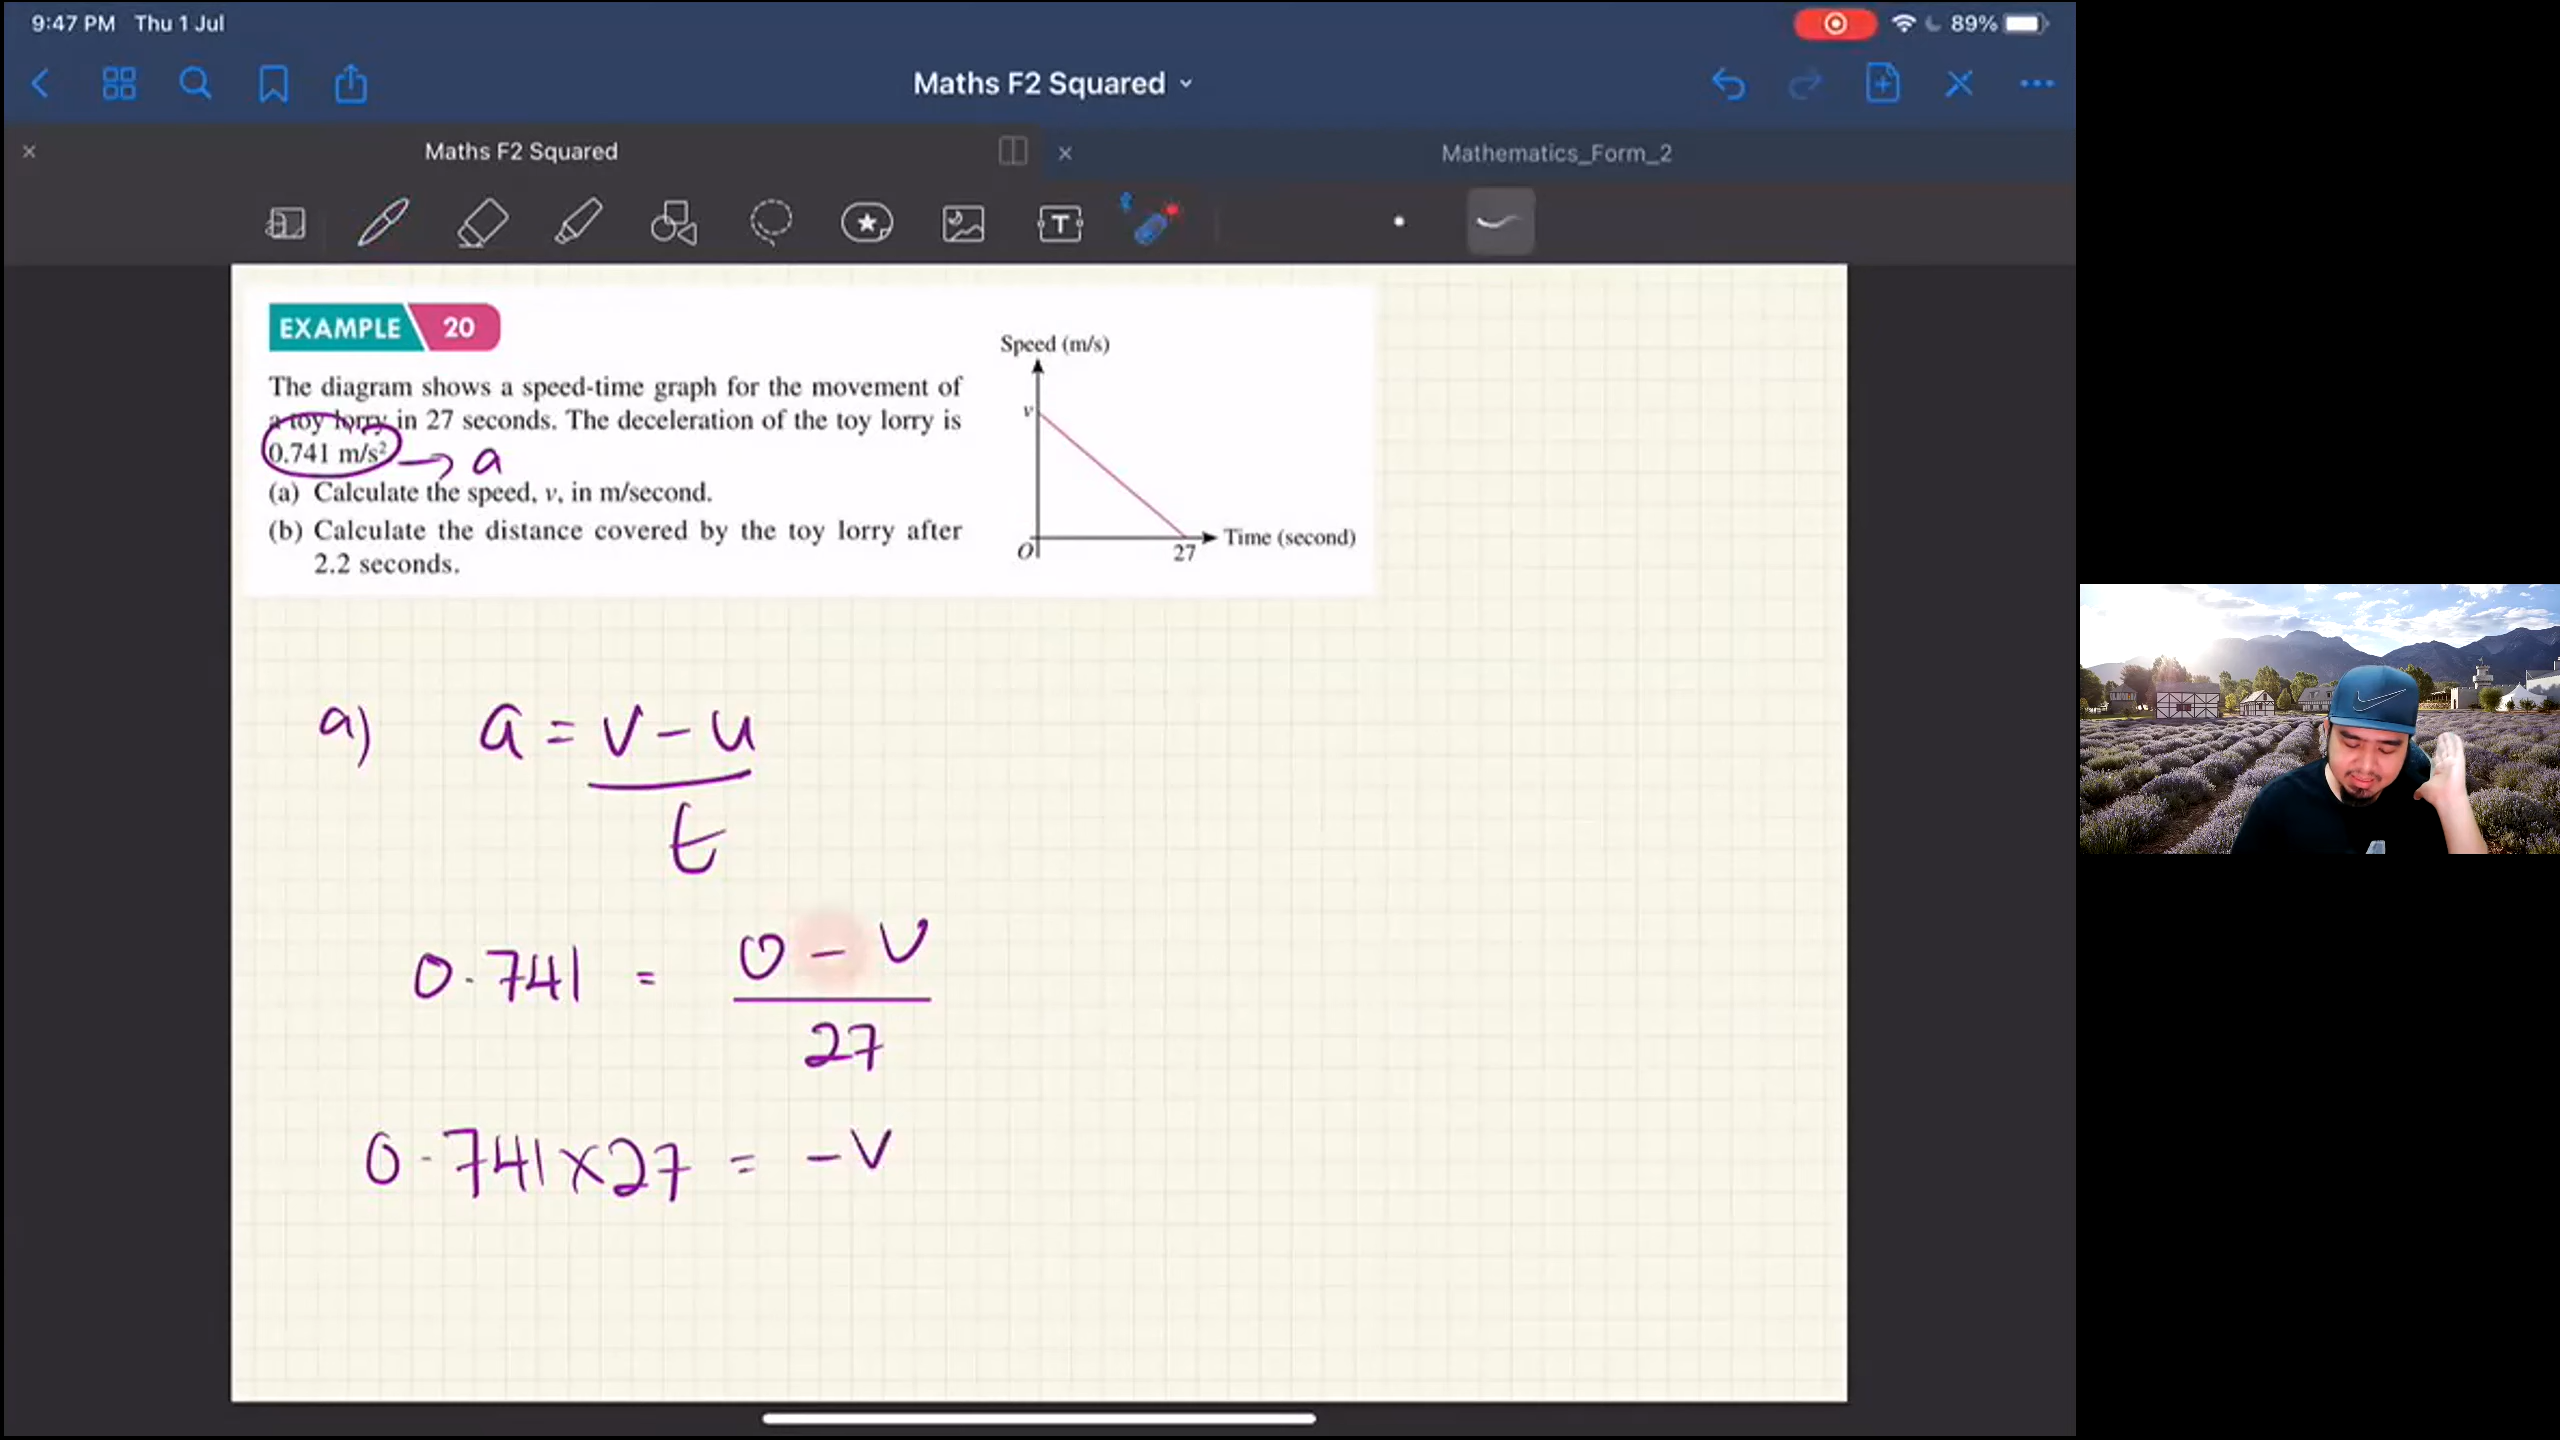 9:47 PM Thu 1 Jul
89%
Maths F2 Squared
Maths F2 Squared
Mathematics_Form_2
T
EXAMPLE 20
The diagram shows a speed-time graph for the movement of
a toy lorry in 27 seconds. The deceleration of the toy lorry is
0.741 m/s² → a
(a) Calculate the speed, v, in m/second.
(b) Calculate the distance covered by the toy lorry after
2.2 seconds.
Speed (m/s)
v
O
27
Time (second)
a) a = v - u
t
0.741 = 0 - v
27
0.741 x 27 = - v